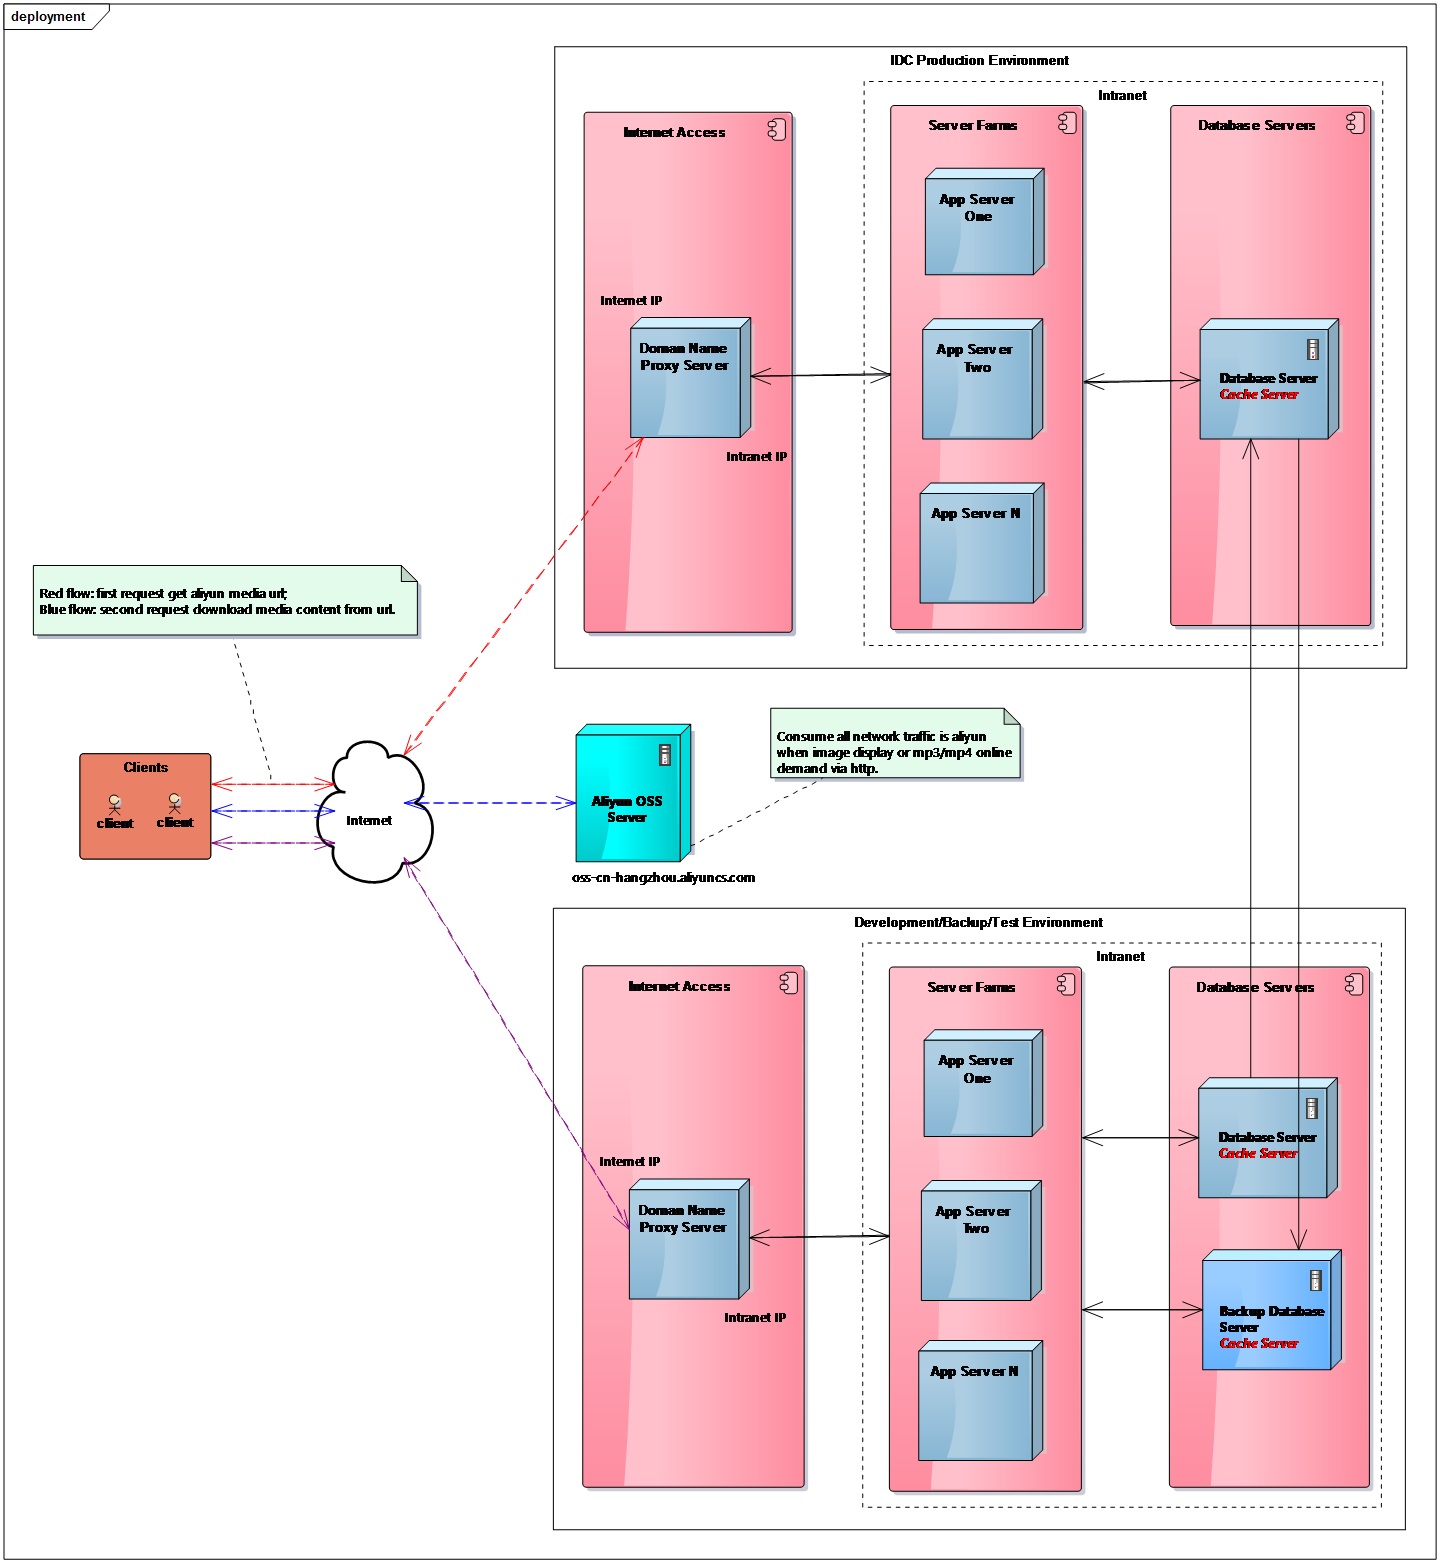 deployment
IDC Production Environment
Intranet
Internet Access
Server Farms
Database Servers
App Server
One
Internet IP
Doman Name
Proxy Server
App Server
Two
Database Server
Cache Server
Intranet IP
App Server N
Red flow: first request get aliyun media url;
Blue flow: second request download media content from url.
Consume all network traffic is aliyun
when image display or mp3/mp4 online
demand via http.
Clients
client
client
Internet
Aliyun OSS
Server
oss-cn-hangzhou.aliyuncs.com
Development/Backup/Test Environment
Intranet
Internet Access
Server Farms
Database Servers
App Server
One
Database Server
Cache Server
Internet IP
Doman Name
Proxy Server
App Server
Two
Intranet IP
Backup Database
Server
Cache Server
App Server N